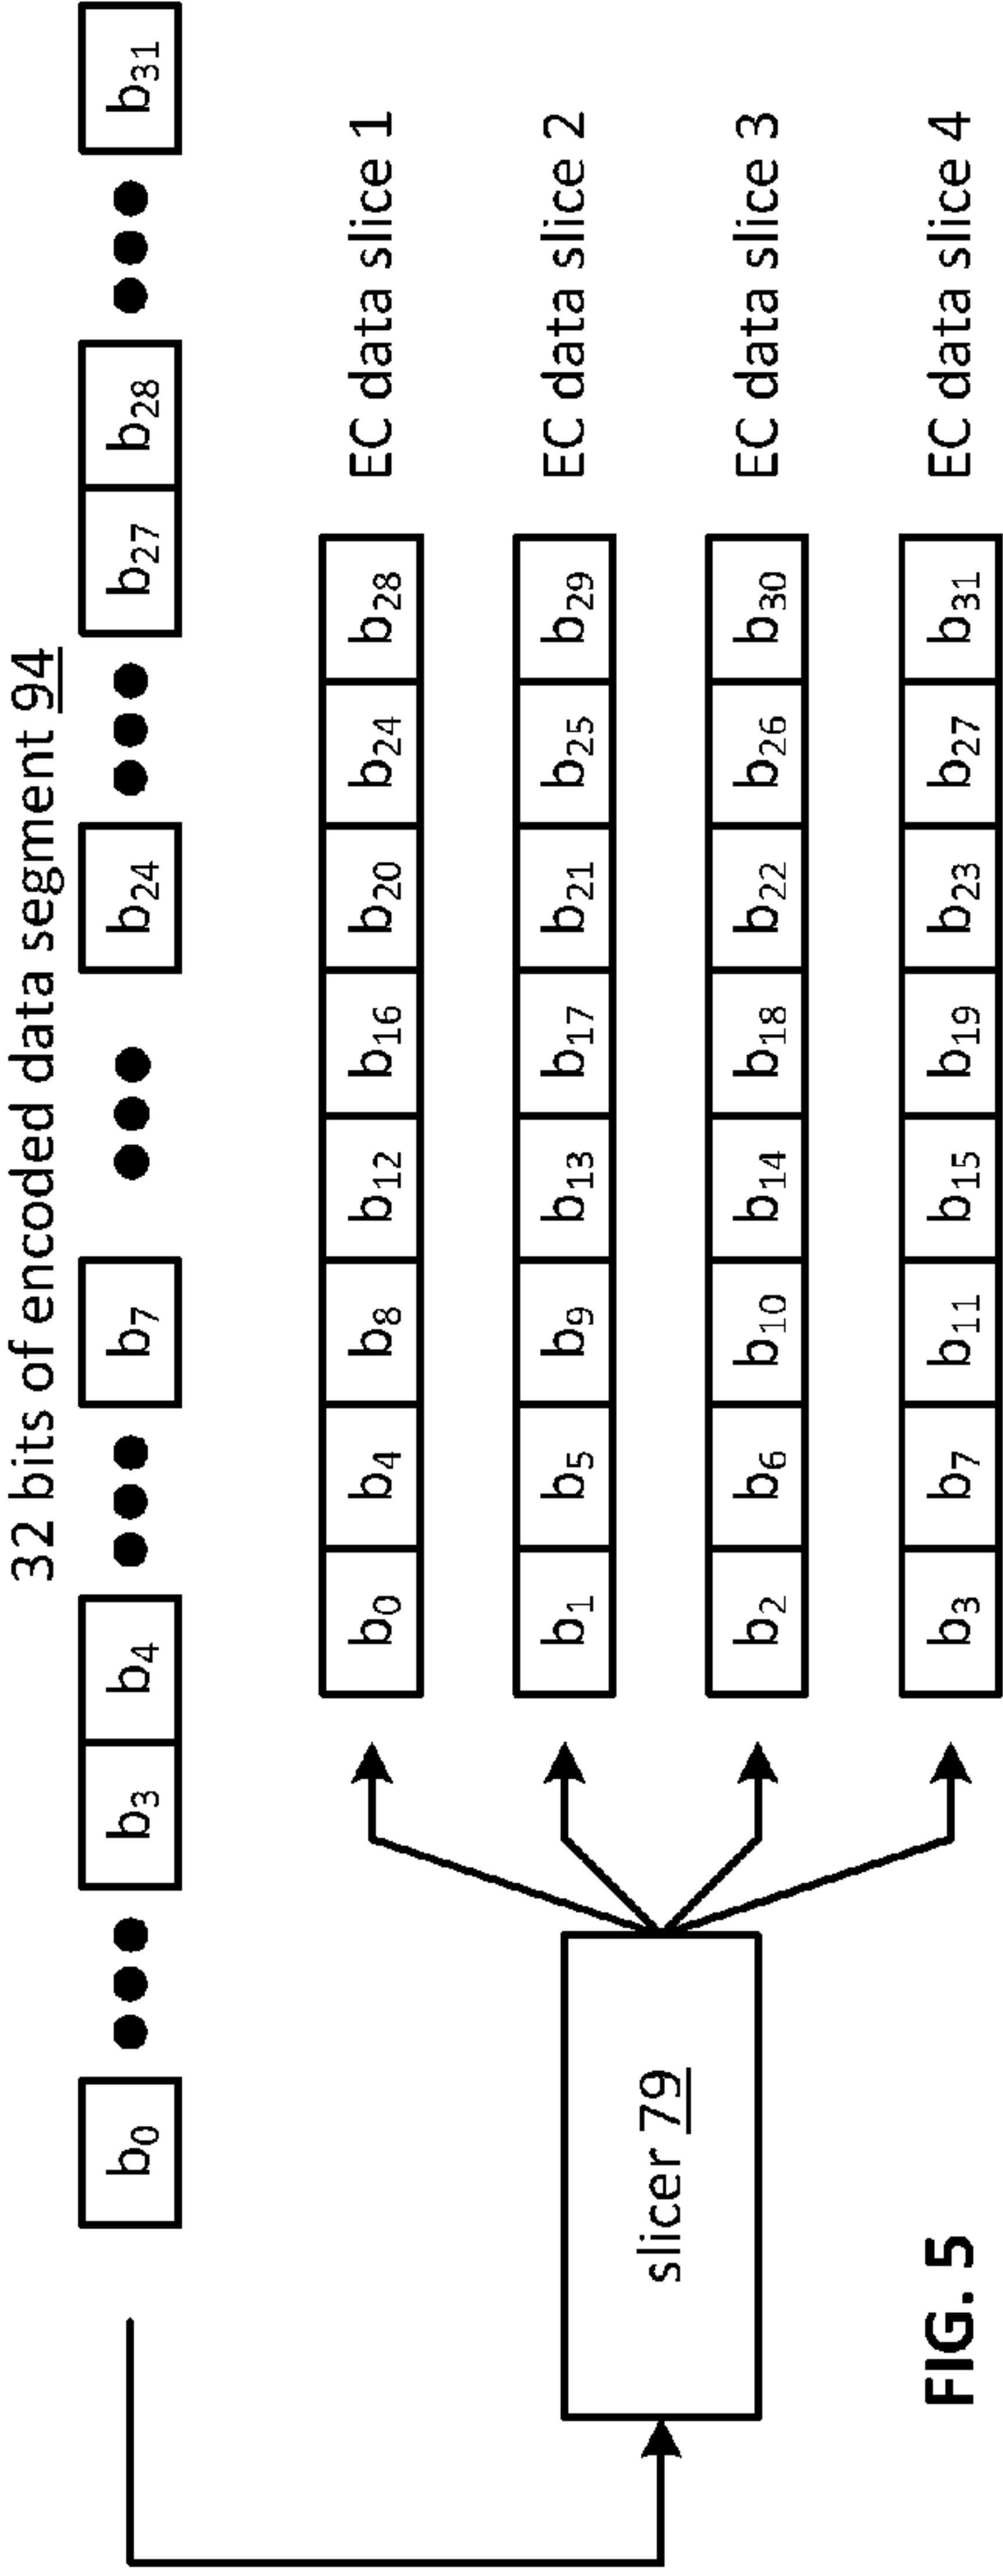 32 bits of encoded data segment 94
b0 ●●● b3 b4 ●●● b7 ●●● b24 ●●● b27 b28 ●●● b31
b0 b4 b8 b12 b16 b20 b24 b28 EC data slice 1
b1 b5 b9 b13 b17 b21 b25 b29 EC data slice 2
slicer 79
b2 b6 b10 b14 b18 b22 b26 b30 EC data slice 3
b3 b7 b11 b15 b19 b23 b27 b31 EC data slice 4
FIG. 5